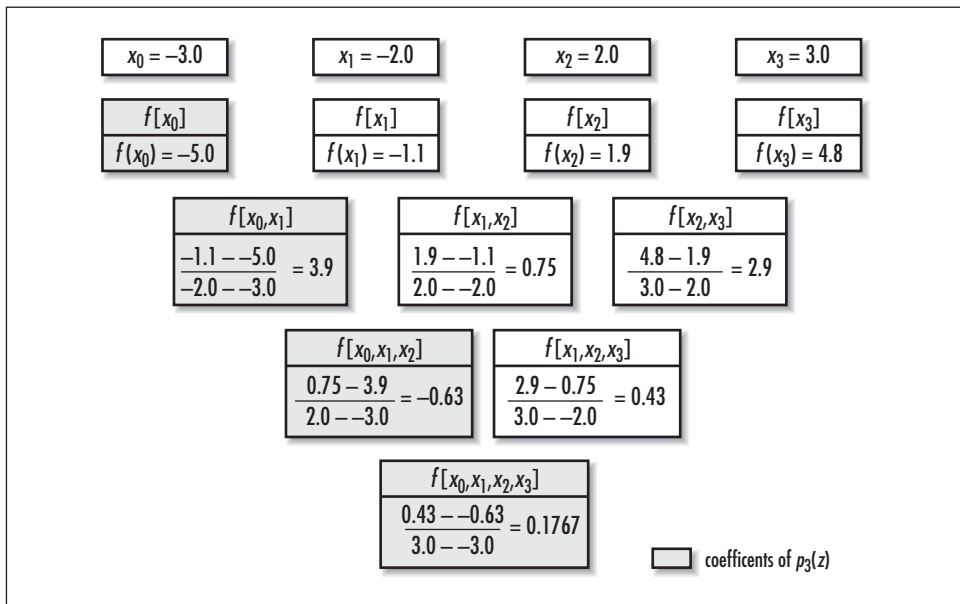 x₀ = –3.0
x₁ = –2.0
x₂ = 2.0
x₃ = 3.0
f[x₀]
f(x₀) = –5.0
f[x₁]
f(x₁) = –1.1
f[x₂]
f(x₂) = 1.9
f[x₃]
f(x₃) = 4.8
f[x₀,x₁]
–1.1 – –5.0
–2.0 – –3.0
= 3.9
f[x₁,x₂]
1.9 – –1.1
2.0 – –2.0
= 0.75
f[x₂,x₃]
4.8 – 1.9
3.0 – 2.0
= 2.9
f[x₀,x₁,x₂]
0.75 – 3.9
2.0 – –3.0
= –0.63
f[x₁,x₂,x₃]
2.9 – 0.75
3.0 – –2.0
= 0.43
f[x₀,x₁,x₂,x₃]
0.43 – –0.63
3.0 – –3.0
= 0.1767
coefficents of p₃(z)